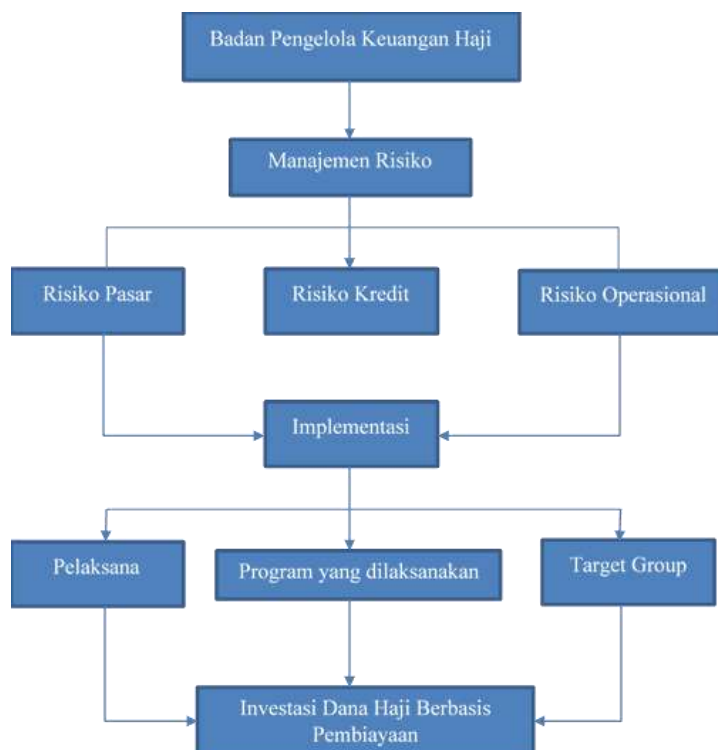 Badan Pengelola Keuangan Haji
Manajemen Risiko
Risiko Pasar
Risiko Kredit
Risiko Operasional
Implementasi
Pelaksana
Program yang dilaksanakan
Target Group
Investasi Dana Haji Berbasis
Pembiayaan